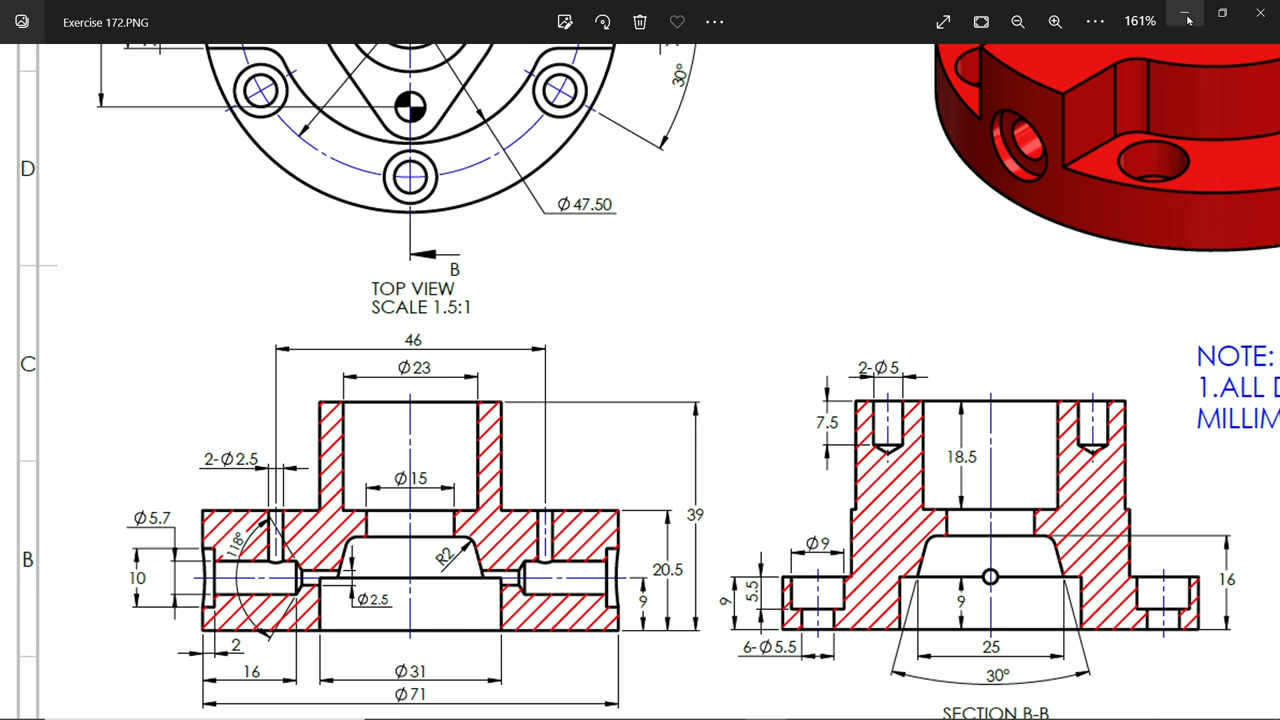 Exercise 172.PNG
161%
30°
D
Ø47.50
B
TOP VIEW
SCALE 1.5:1
C
46
Ø23
2-Ø5
NOTE:
1.ALL D
MILLIM
7.5
18.5
2-Ø2.5
Ø15
Ø5.7
118°
39
Ø9
B
10
R2
20.5
16
Ø2.5
9
9
5.5
9
2
6-Ø5.5
25
16
Ø31
30°
Ø71
SECTION B-B